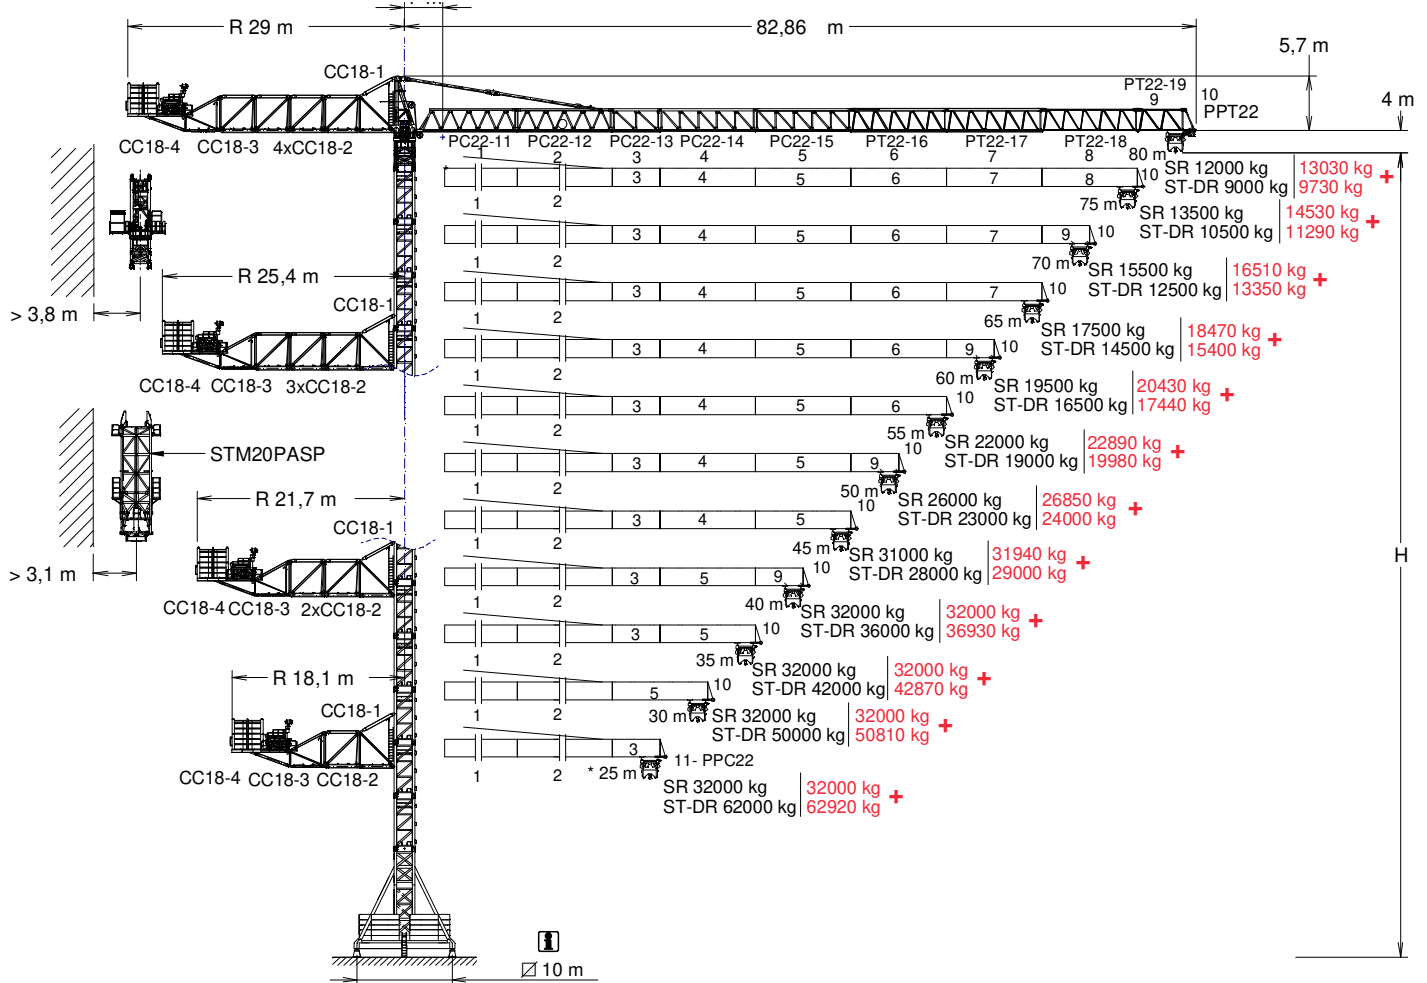 R 29 m
82,86 m
5,7 m
4 m
CC18-1
PT22-19
9
10
PPT22
CC18-4 CC18-3 4xCC18-2
PC22-11 PC22-12 PC22-13 PC22-14 PC22-15 PT22-16 PT22-17 PT22-18
1 2 3 4 5 6 7 8 80 m
3 4 5 6 7 8 10
SR 12000 kg 13030 kg +
ST-DR 9000 kg 9730 kg
1 2 75 m
SR 13500 kg 14530 kg +
ST-DR 10500 kg 11290 kg
3 4 5 6 7 9 10
1 2 70 m
SR 15500 kg 16510 kg +
ST-DR 12500 kg 13350 kg
R 25,4 m
CC18-1
> 3,8 m
3 4 5 6 7 10
1 2 65 m
SR 17500 kg 18470 kg +
ST-DR 14500 kg 15400 kg
3 4 5 6 9 10
1 2 60 m
SR 19500 kg 20430 kg +
ST-DR 16500 kg 17440 kg
CC18-4 CC18-3 3xCC18-2
3 4 5 6 10
1 2 55 m
SR 22000 kg 22890 kg +
ST-DR 19000 kg 19980 kg
STM20PASP
3 4 5 9 10
1 2 50 m
SR 26000 kg 26850 kg +
ST-DR 23000 kg 24000 kg
R 21,7 m
CC18-1
3 4 5 10
1 2 45 m
SR 31000 kg 31940 kg +
ST-DR 28000 kg 29000 kg
> 3,1 m
H
3 5 9 10
1 2 40 m
SR 32000 kg 32000 kg +
ST-DR 36000 kg 36930 kg
CC18-4 CC18-3 2xCC18-2
3 5 10
1 2 35 m
SR 32000 kg 32000 kg +
ST-DR 42000 kg 42870 kg
R 18,1 m
CC18-1
5 10
1 2 30 m
SR 32000 kg 32000 kg +
ST-DR 50000 kg 50810 kg
3 11- PPC22
1 2 * 25 m
SR 32000 kg 32000 kg +
ST-DR 62000 kg 62920 kg
CC18-4 CC18-3 CC18-2
i
10 m